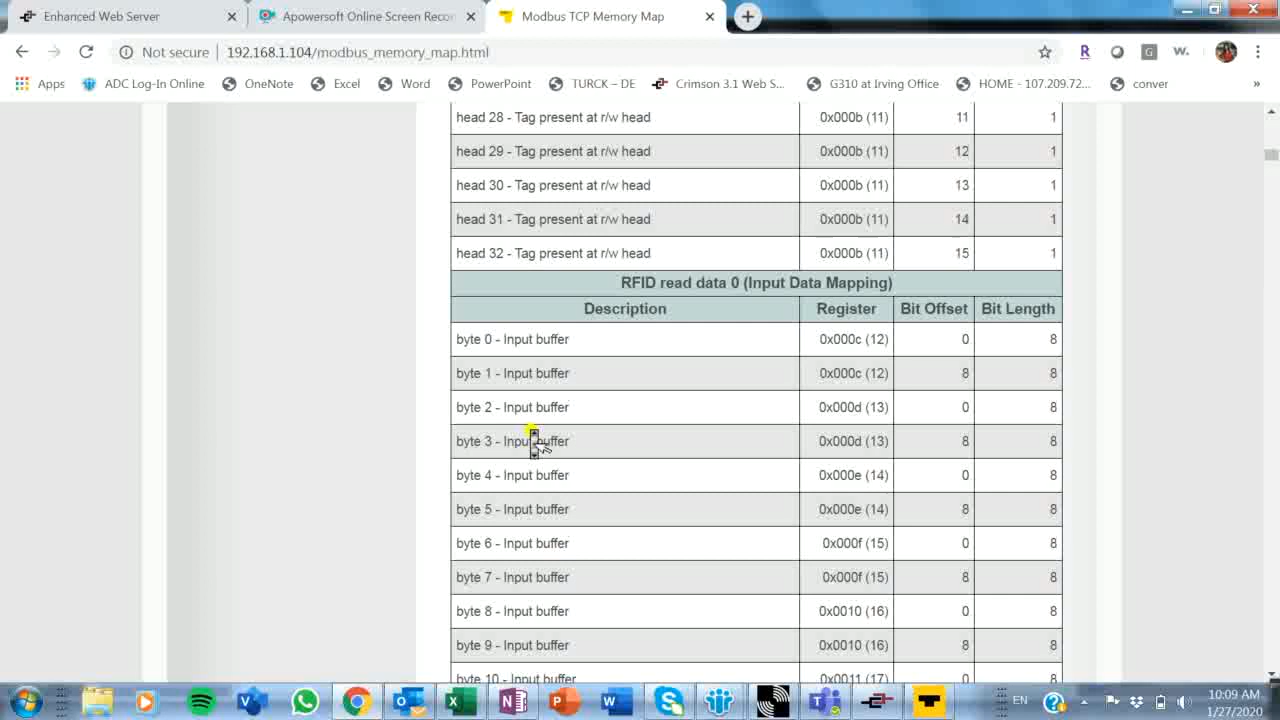 Enhanced Web Server
Apowersoft Online Screen Recor
Modbus TCP Memory Map
Not secure
192.168.1.104/modbus_memory_map.html
R
G
w.
Apps
ADC Log-In Online
OneNote
Excel
Word
PowerPoint
TURCK – DE
Crimson 3.1 Web S...
G310 at Irving Office
HOME - 107.209.72...
conver
»
head 28 - Tag present at r/w head 0x000b (11) 11 1
head 29 - Tag present at r/w head 0x000b (11) 12 1
head 30 - Tag present at r/w head 0x000b (11) 13 1
head 31 - Tag present at r/w head 0x000b (11) 14 1
head 32 - Tag present at r/w head 0x000b (11) 15 1
RFID read data 0 (Input Data Mapping)
Description Register Bit Offset Bit Length
byte 0 - Input buffer 0x000c (12) 0 8
byte 1 - Input buffer 0x000c (12) 8 8
byte 2 - Input buffer 0x000d (13) 0 8
byte 3 - Input buffer 0x000d (13) 8 8
byte 4 - Input buffer 0x000e (14) 0 8
byte 5 - Input buffer 0x000e (14) 8 8
byte 6 - Input buffer 0x000f (15) 0 8
byte 7 - Input buffer 0x000f (15) 8 8
byte 8 - Input buffer 0x0010 (16) 0 8
byte 9 - Input buffer 0x0010 (16) 8 8
byte 10 - Input buffer 0x0011 (17) 0 8
EN
10:09 AM
1/27/2020